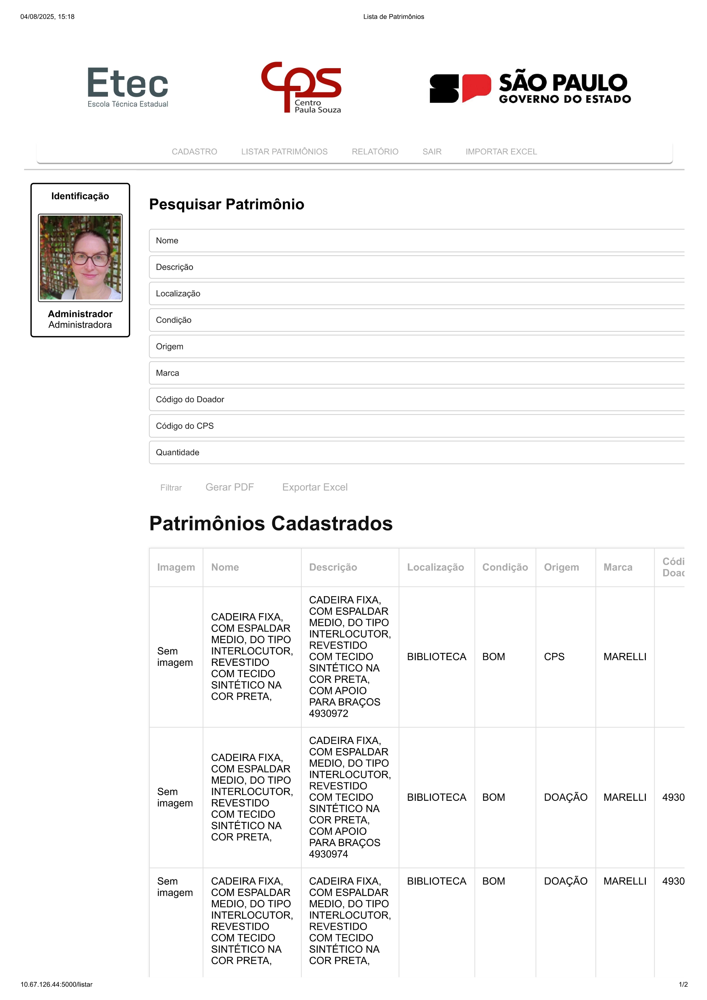 04/08/2025, 15:18
Lista de Patrimônios
Etec
Escola Técnica Estadual
cps
Centro
Paula Souza
SP
SÃO PAULO
GOVERNO DO ESTADO
CADASTRO LISTAR PATRIMÔNIOS RELATÓRIO SAIR IMPORTAR EXCEL
Identificação
Administrador
Administradora
Pesquisar Patrimônio
Nome
Descrição
Localização
Condição
Origem
Marca
Código do Doador
Código do CPS
Quantidade
Filtrar Gerar PDF Exportar Excel
Patrimônios Cadastrados
Imagem
Nome
Descrição
Localização
Condição
Origem
Marca
Códi
Doad
Sem
imagem
CADEIRA FIXA,
COM ESPALDAR
MEDIO, DO TIPO
INTERLOCUTOR,
REVESTIDO
COM TECIDO
SINTÉTICO NA
COR PRETA,
CADEIRA FIXA,
COM ESPALDAR
MEDIO, DO TIPO
INTERLOCUTOR,
REVESTIDO
COM TECIDO
SINTÉTICO NA
COR PRETA,
COM APOIO
PARA BRAÇOS
4930972
BIBLIOTECA
BOM
CPS
MARELLI
Sem
imagem
CADEIRA FIXA,
COM ESPALDAR
MEDIO, DO TIPO
INTERLOCUTOR,
REVESTIDO
COM TECIDO
SINTÉTICO NA
COR PRETA,
CADEIRA FIXA,
COM ESPALDAR
MEDIO, DO TIPO
INTERLOCUTOR,
REVESTIDO
COM TECIDO
SINTÉTICO NA
COR PRETA,
COM APOIO
PARA BRAÇOS
4930974
BIBLIOTECA
BOM
DOAÇÃO
MARELLI
4930
Sem
imagem
CADEIRA FIXA,
COM ESPALDAR
MEDIO, DO TIPO
INTERLOCUTOR,
REVESTIDO
COM TECIDO
SINTÉTICO NA
COR PRETA,
CADEIRA FIXA,
COM ESPALDAR
MEDIO, DO TIPO
INTERLOCUTOR,
REVESTIDO
COM TECIDO
SINTÉTICO NA
COR PRETA,
BIBLIOTECA
BOM
DOAÇÃO
MARELLI
4930
10.67.126.44:5000/listar
1/2